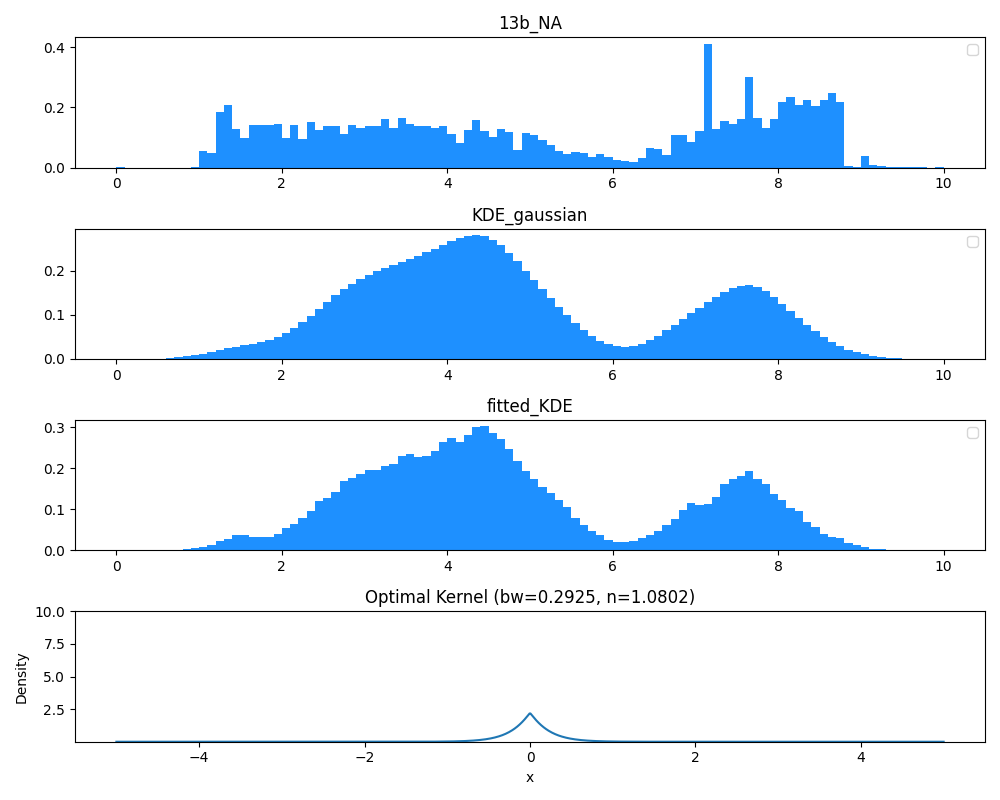 13b_NA
0.4
0.2
0.0
0 2 4 6 8 10
KDE_gaussian
0.2
0.1
0.0
0 2 4 6 8 10
fitted_KDE
0.3
0.2
0.1
0.0
0 2 4 6 8 10
Optimal Kernel (bw=0.2925, n=1.0802)
10.0
7.5
5.0
2.5
Density
−4 −2 0 2 4
x